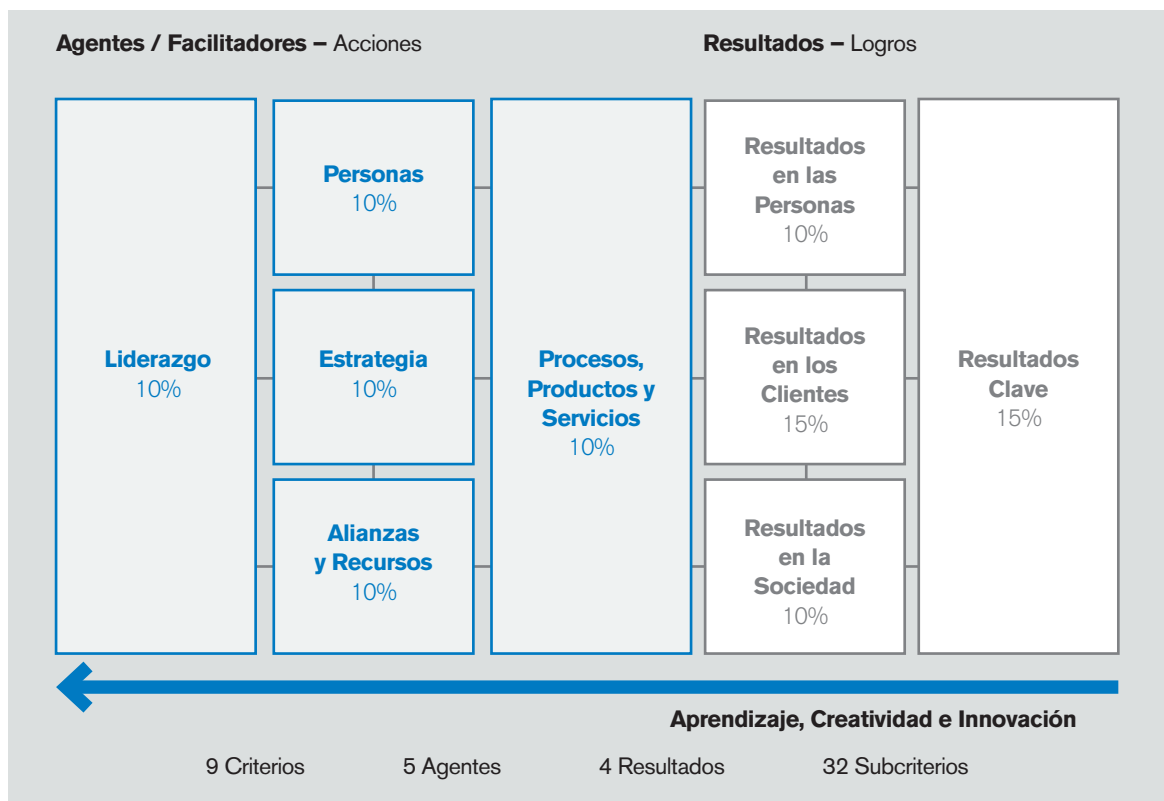 Agentes / Facilitadores – Acciones
Resultados – Logros
Liderazgo
10%
Personas
10%
Estrategia
10%
Alianzas
y Recursos
10%
Procesos,
Productos y
Servicios
10%
Resultados
en las
Personas
10%
Resultados
en los
Clientes
15%
Resultados
en la
Sociedad
10%
Resultados
Clave
15%
Aprendizaje, Creatividad e Innovación
9 Criterios
5 Agentes
4 Resultados
32 Subcriterios